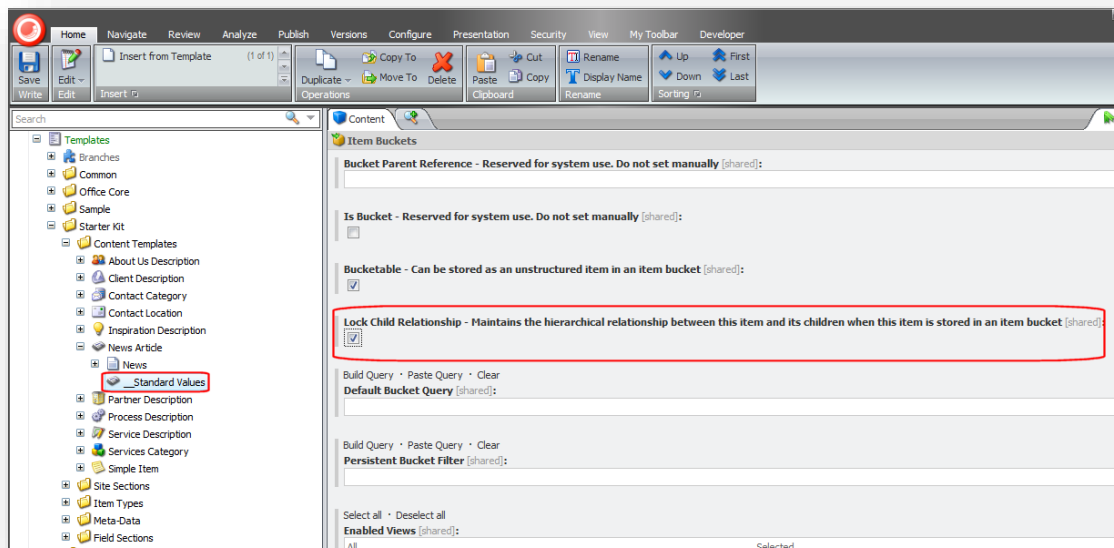 Home Navigate Review Analyze Publish Versions Configure Presentation Security View My Toolbar Developer
Save
Write
Edit
Edit
Insert from Template (1 of 1)
Insert
Duplicate
Copy To
Move To
Delete
Operations
Paste
Cut
Copy
Clipboard
Rename
Display Name
Rename
Up
Down
First
Last
Sorting
Search
Templates
Branches
Common
Office Core
Sample
Starter Kit
Content Templates
About Us Description
Client Description
Contact Category
Contact Location
Inspiration Description
News Article
News
__Standard Values
Partner Description
Process Description
Service Description
Services Category
Simple Item
Site Sections
Item Types
Meta-Data
Field Sections
Content
Item Buckets
Bucket Parent Reference - Reserved for system use. Do not set manually [shared]:
Is Bucket - Reserved for system use. Do not set manually [shared]:
Bucketable - Can be stored as an unstructured item in an item bucket [shared]:
Lock Child Relationship - Maintains the hierarchical relationship between this item and its children when this item is stored in an item bucket [shared]:
Build Query · Paste Query · Clear
Default Bucket Query [shared]:
Build Query · Paste Query · Clear
Persistent Bucket Filter [shared]:
Select all · Deselect all
Enabled Views [shared]:
All Selected